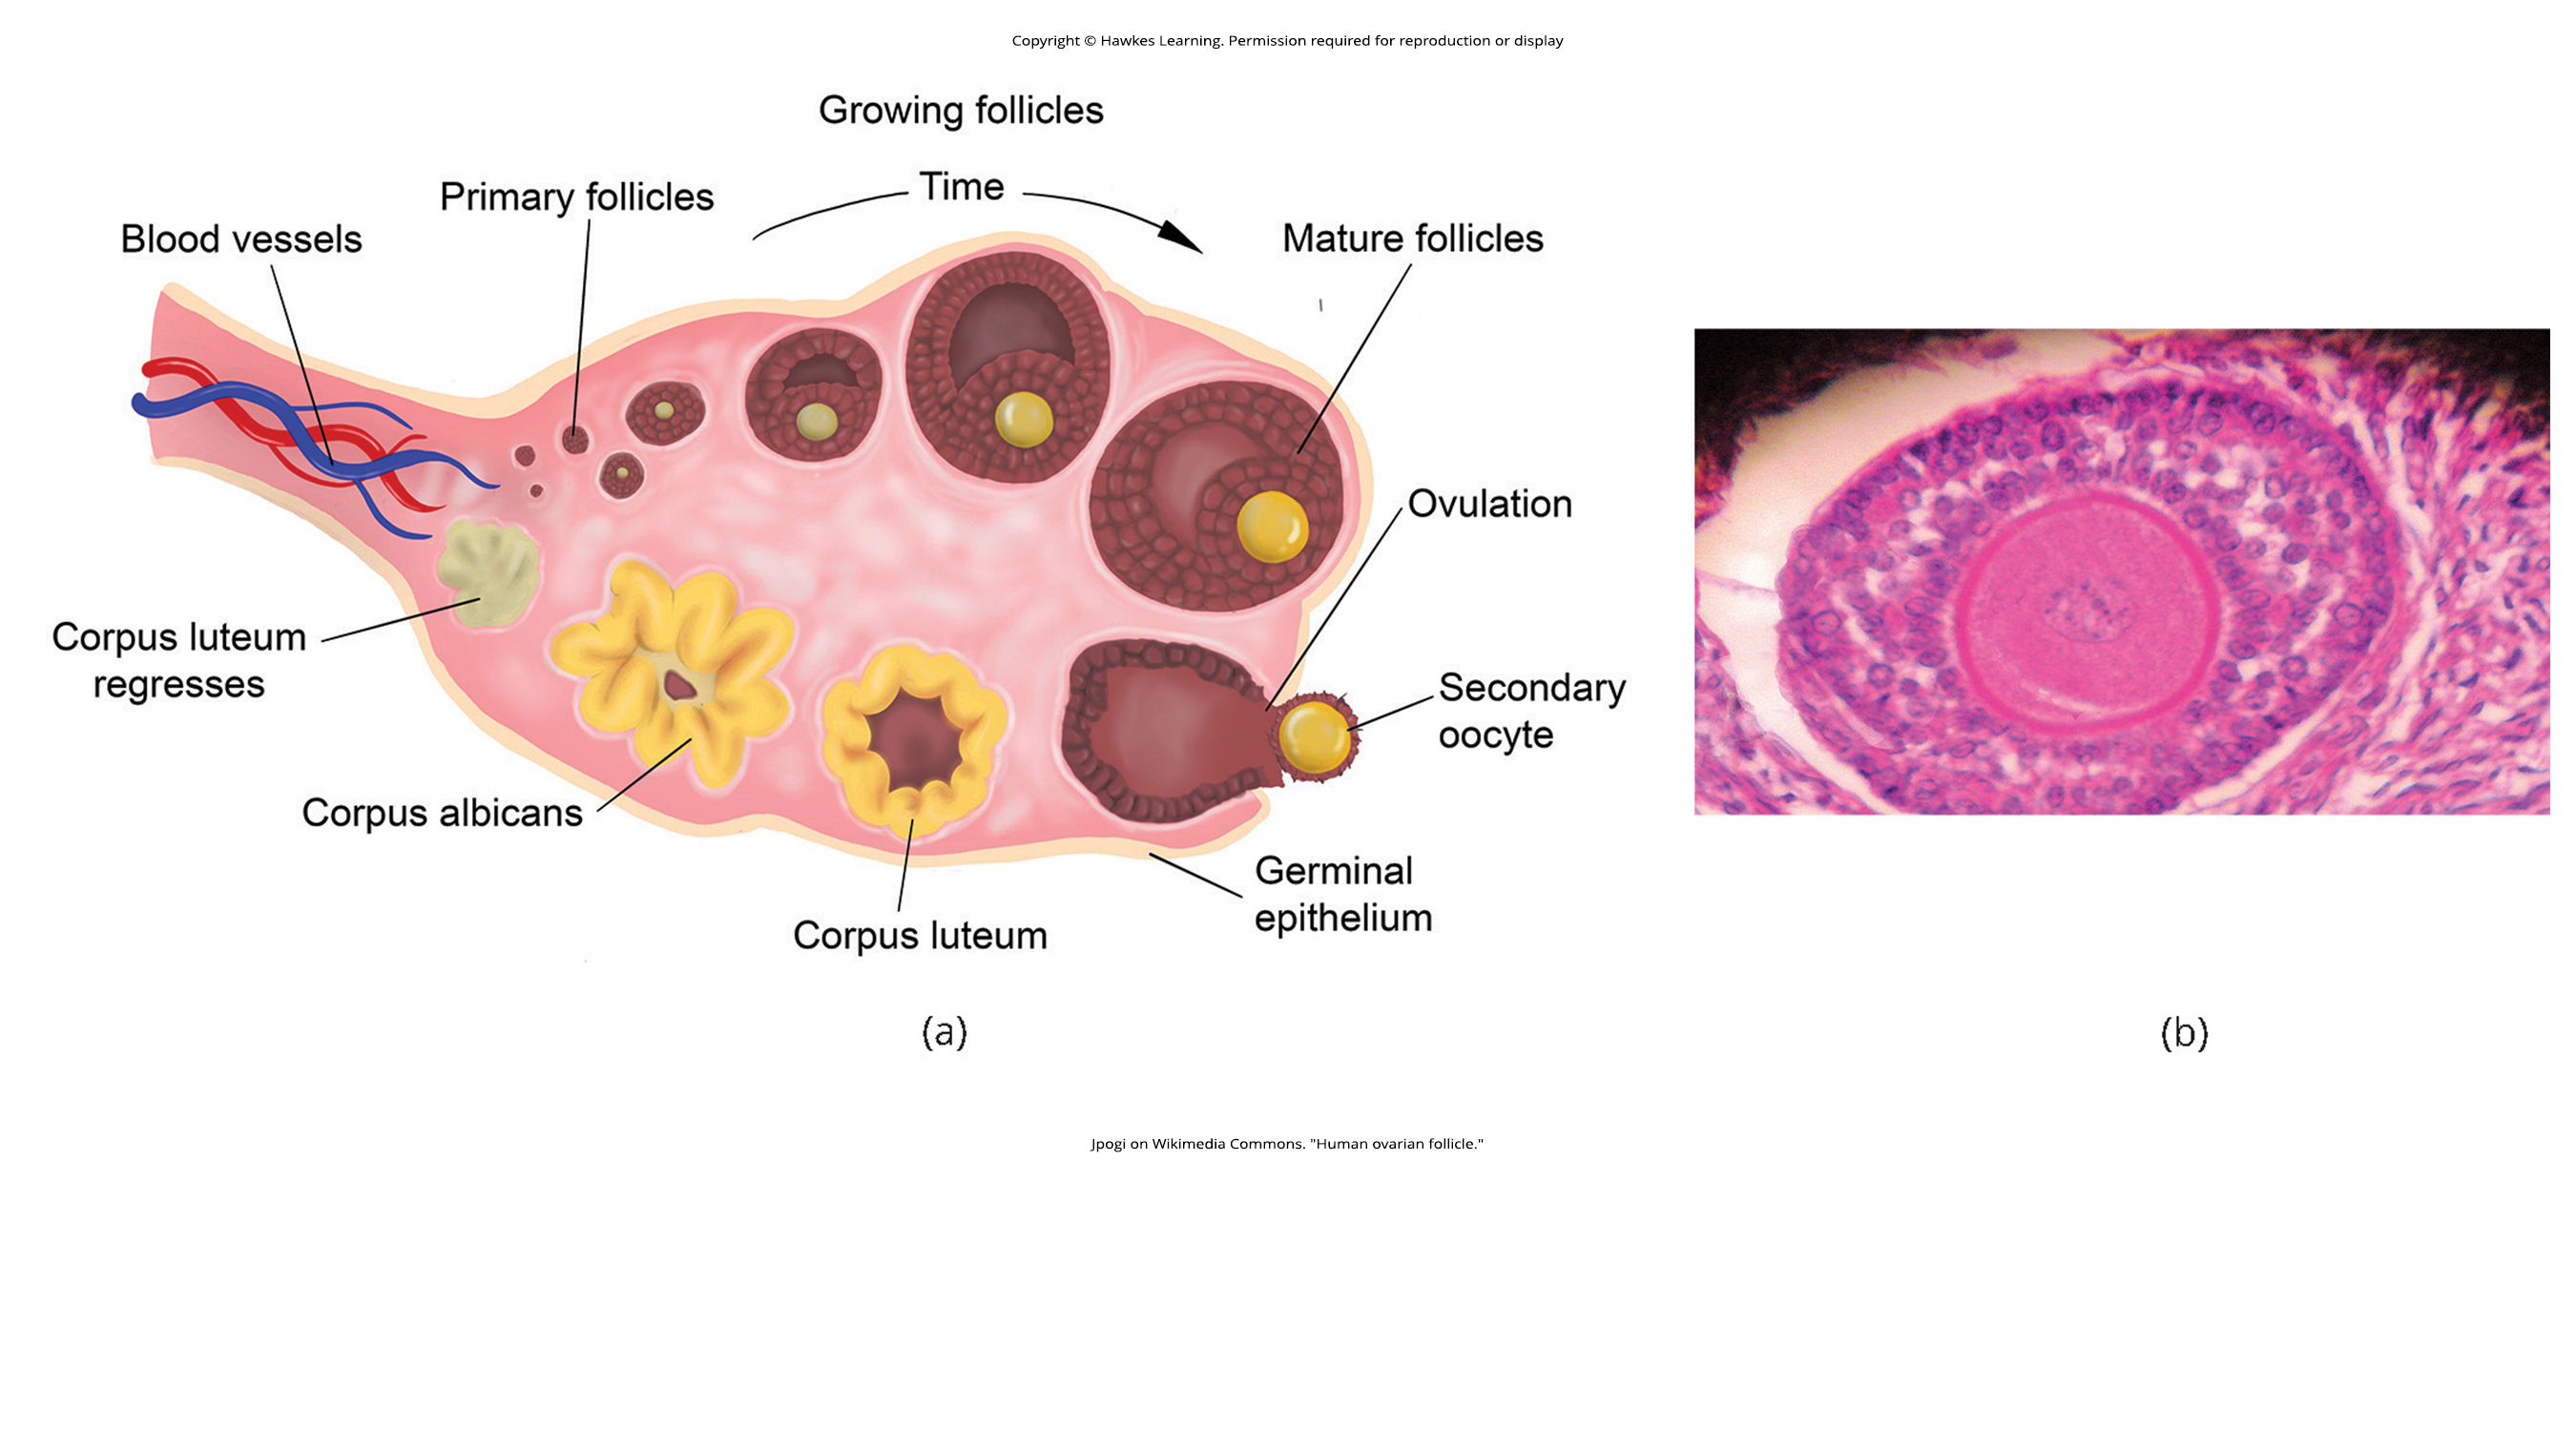 Copyright © Hawkes Learning. Permission required for reproduction or display
Growing follicles
Time
Primary follicles
Blood vessels
Mature follicles
Ovulation
Corpus luteum
regresses
Secondary
oocyte
Corpus albicans
Germinal
epithelium
Corpus luteum
(a)
(b)
Jpogi on Wikimedia Commons. "Human ovarian follicle."